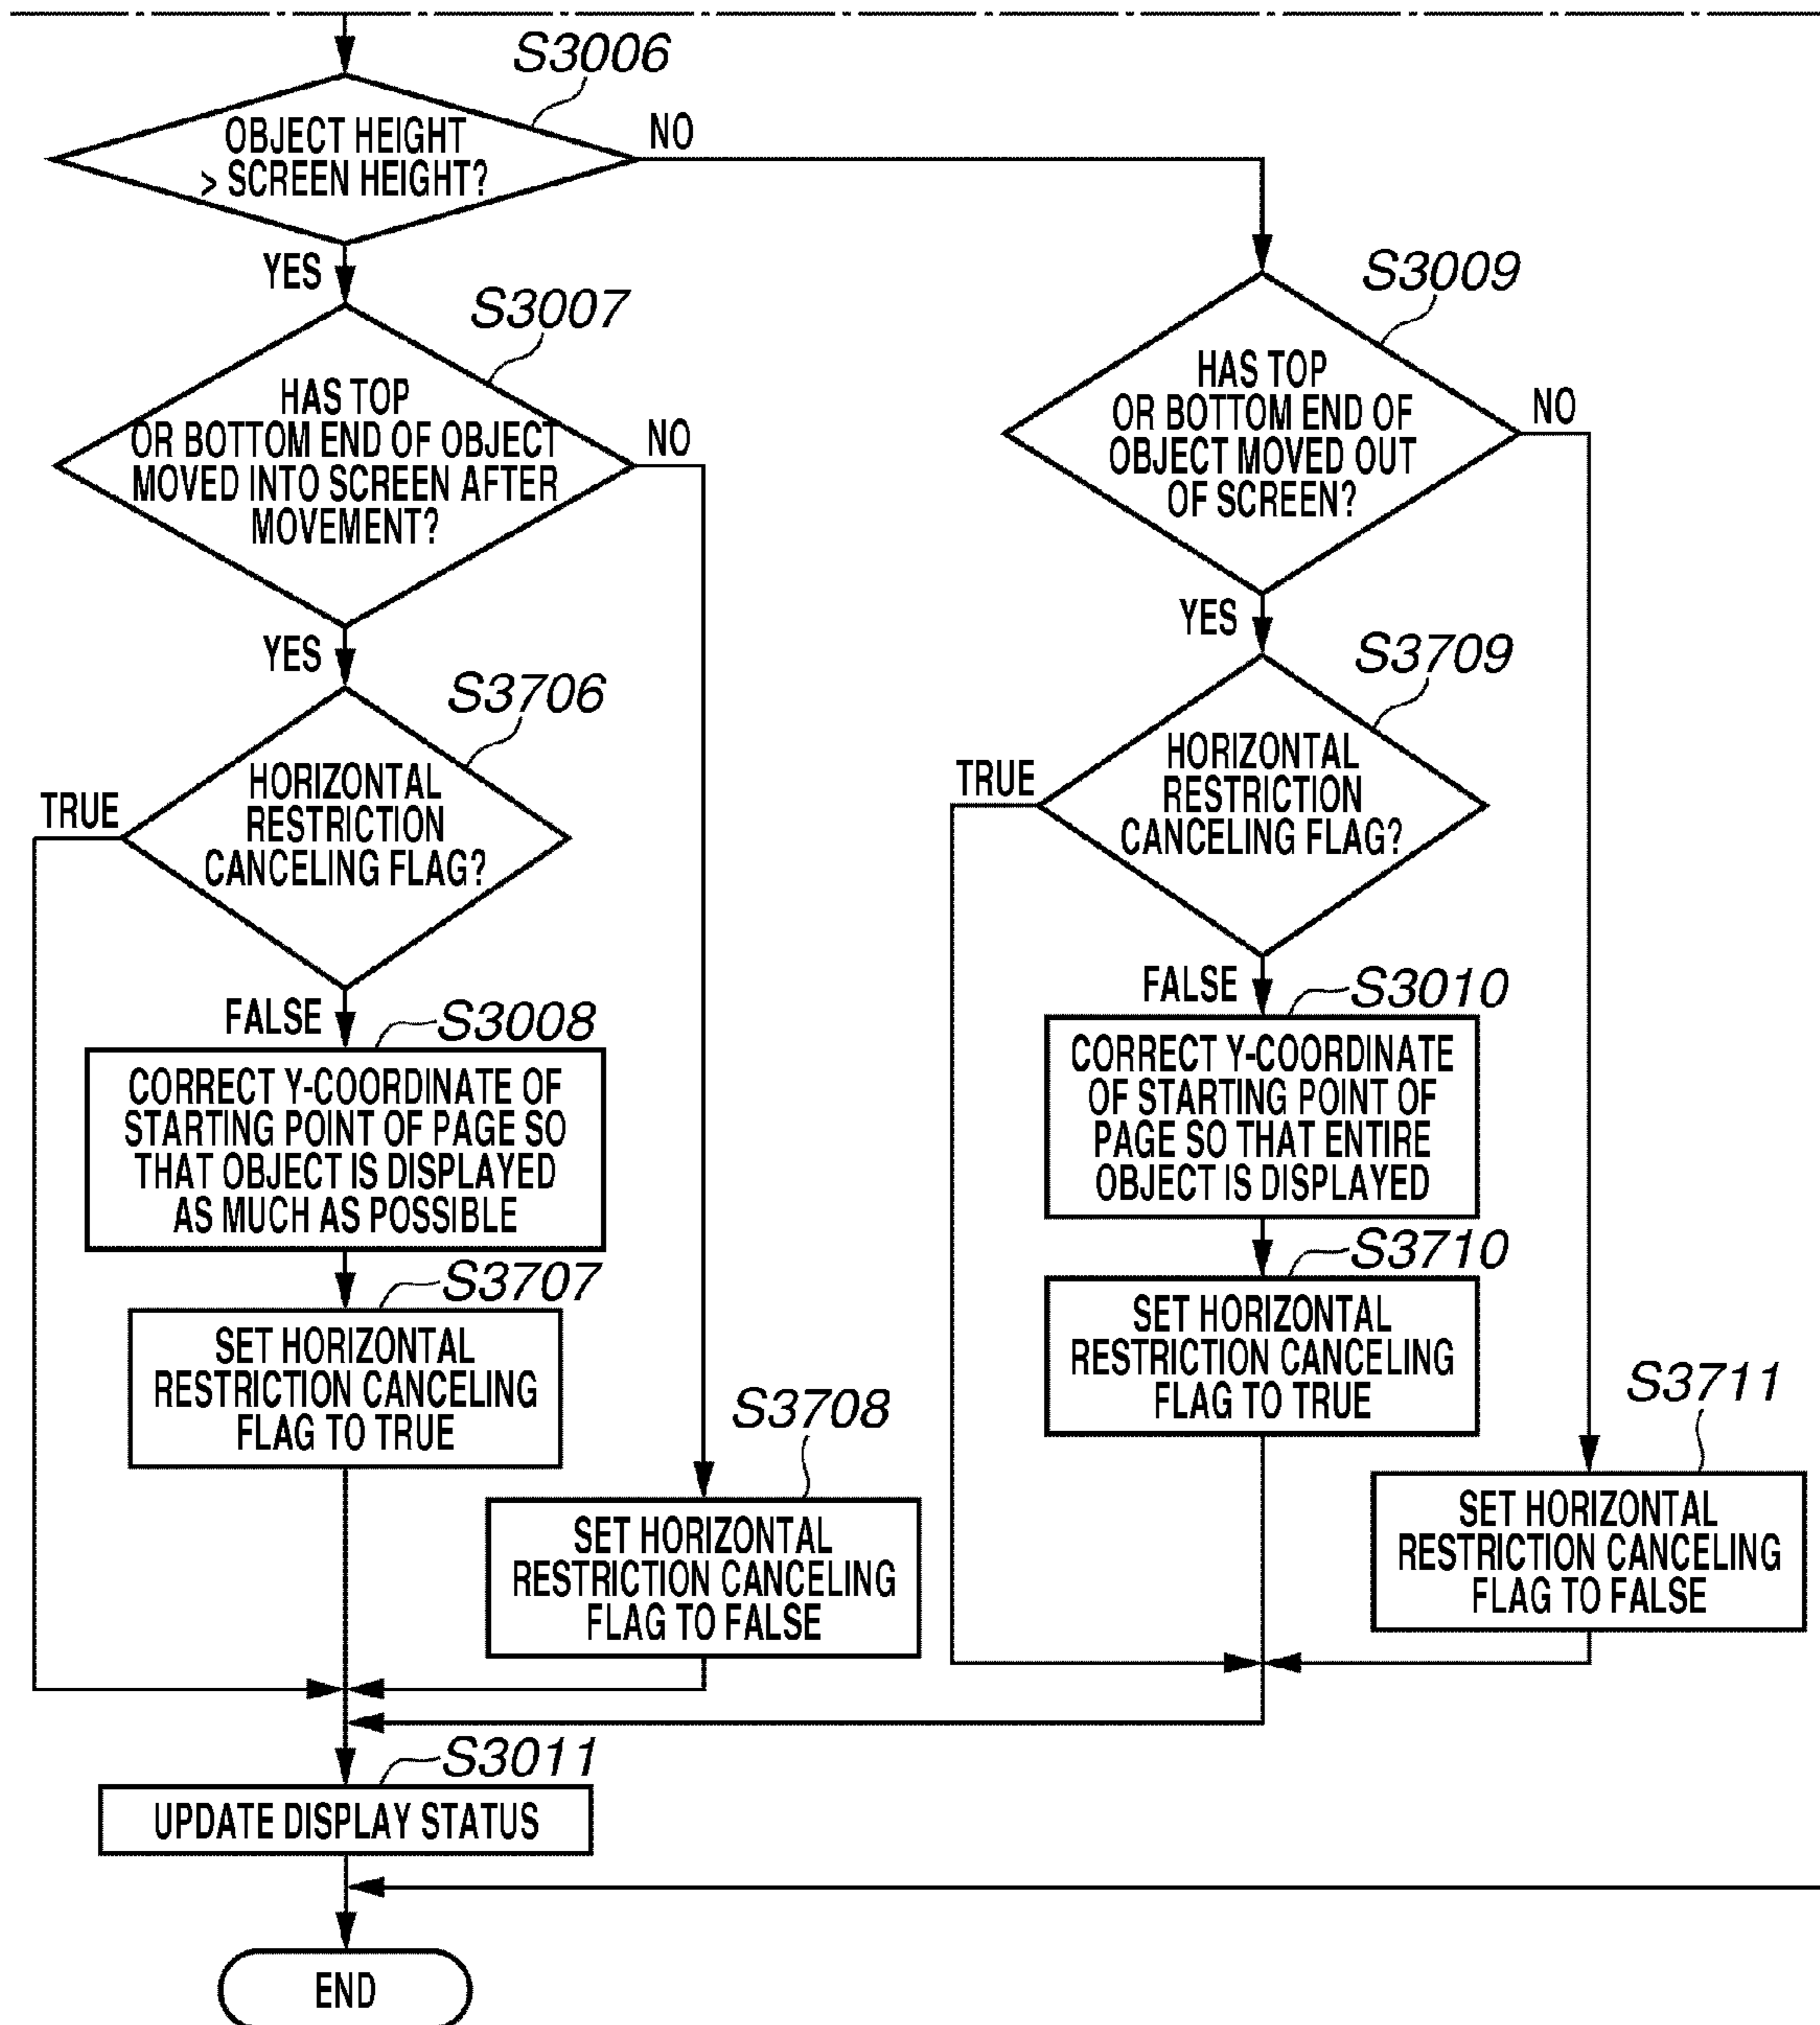 S3006
OBJECT HEIGHT
> SCREEN HEIGHT?
NO
YES
S3007
HAS TOP
OR BOTTOM END OF OBJECT
MOVED INTO SCREEN AFTER
MOVEMENT?
NO
YES
S3706
HORIZONTAL
RESTRICTION
CANCELING FLAG?
TRUE
FALSE
S3008
CORRECT Y-COORDINATE OF
STARTING POINT OF PAGE SO
THAT OBJECT IS DISPLAYED
AS MUCH AS POSSIBLE
S3707
SET HORIZONTAL
RESTRICTION CANCELING
FLAG TO TRUE
S3708
SET HORIZONTAL
RESTRICTION CANCELING
FLAG TO FALSE
S3009
HAS TOP
OR BOTTOM END OF
OBJECT MOVED OUT
OF SCREEN?
NO
YES
S3709
HORIZONTAL
RESTRICTION
CANCELING FLAG?
TRUE
FALSE
S3010
CORRECT Y-COORDINATE
OF STARTING POINT OF
PAGE SO THAT ENTIRE
OBJECT IS DISPLAYED
S3710
SET HORIZONTAL
RESTRICTION CANCELING
FLAG TO TRUE
S3711
SET HORIZONTAL
RESTRICTION CANCELING
FLAG TO FALSE
S3011
UPDATE DISPLAY STATUS
END